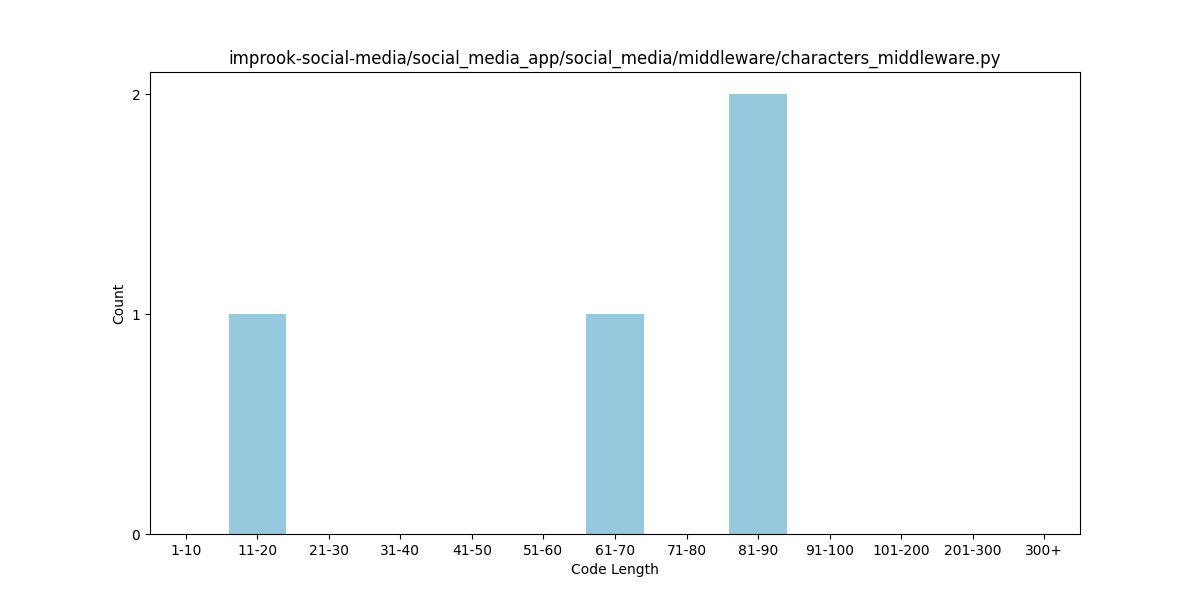 improok-social-media/social_media_app/social_media/middleware/characters_middleware.py
2
1
0
Count
1-10 11-20 21-30 31-40 41-50 51-60 61-70 71-80 81-90 91-100 101-200 201-300 300+
Code Length